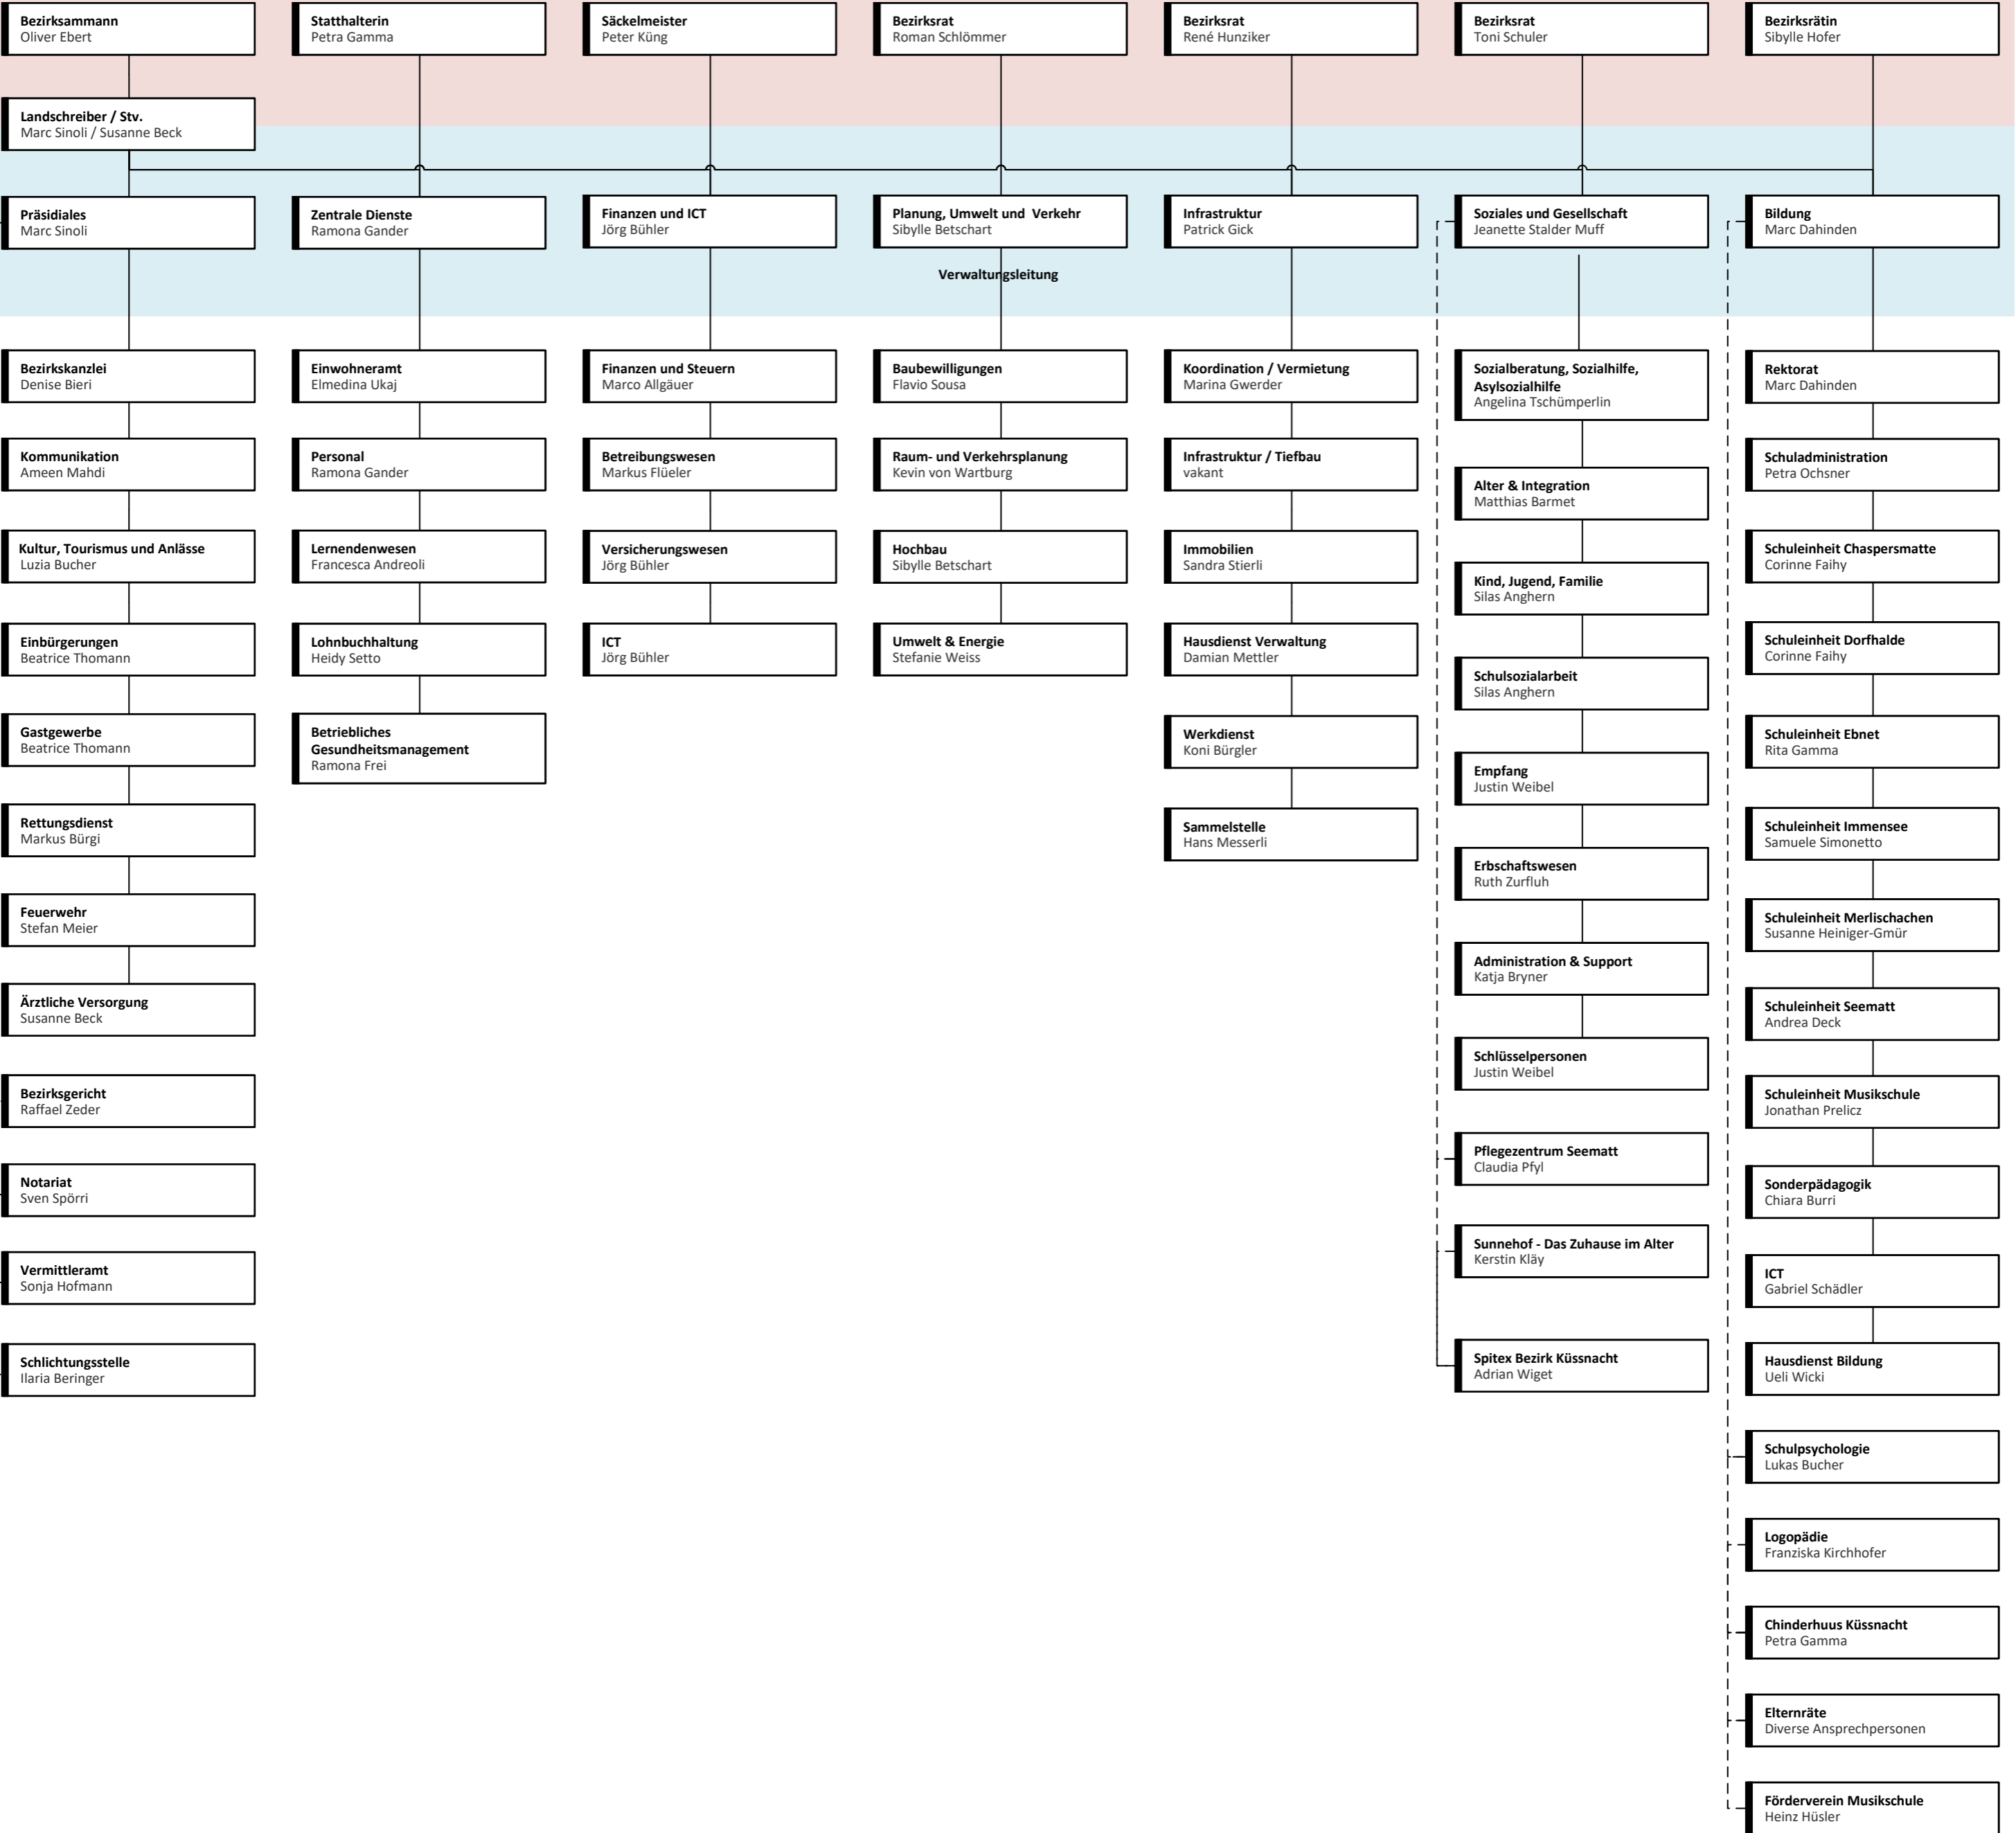 Bezirksammann
Oliver Ebert
Statthalterin
Petra Gamma
Säckelmeister
Peter Küng
Bezirksrat
Roman Schlömmer
Bezirksrat
René Hunziker
Bezirksrat
Toni Schuler
Bezirksrätin
Sibylle Hofer
Landschreiber / Stv.
Marc Sinoli / Susanne Beck
Präsidiales
Marc Sinoli
Zentrale Dienste
Ramona Gander
Finanzen und ICT
Jörg Bühler
Planung, Umwelt und  Verkehr
Sibylle Betschart
Infrastruktur
Patrick Gick
Soziales und Gesellschaft
Jeanette Stalder Muff
Bildung
Marc Dahinden
Verwaltungsleitung
Bezirkskanzlei
Denise Bieri
Kommunikation
Ameen Mahdi
Kultur, Tourismus und Anlässe
Luzia Bucher
Einbürgerungen
Beatrice Thomann
Gastgewerbe
Beatrice Thomann
Rettungsdienst
Markus Bürgi
Feuerwehr
Stefan Meier
Ärztliche Versorgung
Susanne Beck
Bezirksgericht
Raffael Zeder
Notariat
Sven Spörri
Vermittleramt
Sonja Hofmann
Schlichtungsstelle
Ilaria Beringer
Einwohneramt
Elmedina Ukaj
Personal
Ramona Gander
Lernendenwesen
Francesca Andreoli
Lohnbuchhaltung
Heidy Setto
Betriebliches
Gesundheitsmanagement
Ramona Frei
Finanzen und Steuern
Marco Allgäuer
Betreibungswesen
Markus Flüeler
Versicherungswesen
Jörg Bühler
ICT
Jörg Bühler
Baubewilligungen
Flavio Sousa
Raum- und Verkehrsplanung
Kevin von Wartburg
Hochbau
Sibylle Betschart
Umwelt & Energie
Stefanie Weiss
Koordination / Vermietung
Marina Gwerder
Infrastruktur / Tiefbau
vakant
Immobilien
Sandra Stierli
Hausdienst Verwaltung
Damian Mettler
Werkdienst
Koni Bürgler
Sammelstelle
Hans Messerli
Sozialberatung, Sozialhilfe,
Asylsozialhilfe
Angelina Tschümperlin
Alter & Integration
Matthias Barmet
Kind, Jugend, Familie
Silas Anghern
Schulsozialarbeit
Silas Anghern
Empfang
Justin Weibel
Erbschaftswesen
Ruth Zurfluh
Administration & Support
Katja Bryner
Schlüsselpersonen
Justin Weibel
Pflegezentrum Seematt
Claudia Pfyl
Sunnehof - Das Zuhause im Alter
Kerstin Kläy
Spitex Bezirk Küssnacht
Adrian Wiget
Rektorat
Marc Dahinden
Schuladministration
Petra Ochsner
Schuleinheit Chaspersmatte
Corinne Faihy
Schuleinheit Dorfhalde
Corinne Faihy
Schuleinheit Ebnet
Rita Gamma
Schuleinheit Immensee
Samuele Simonetto
Schuleinheit Merlischachen
Susanne Heiniger-Gmür
Schuleinheit Seematt
Andrea Deck
Schuleinheit Musikschule
Jonathan Prelicz
Sonderpädagogik
Chiara Burri
ICT
Gabriel Schädler
Hausdienst Bildung
Ueli Wicki
Schulpsychologie
Lukas Bucher
Logopädie
Franziska Kirchhofer
Chinderhuus Küssnacht
Petra Gamma
Elternräte
Diverse Ansprechpersonen
Förderverein Musikschule
Heinz Hüsler